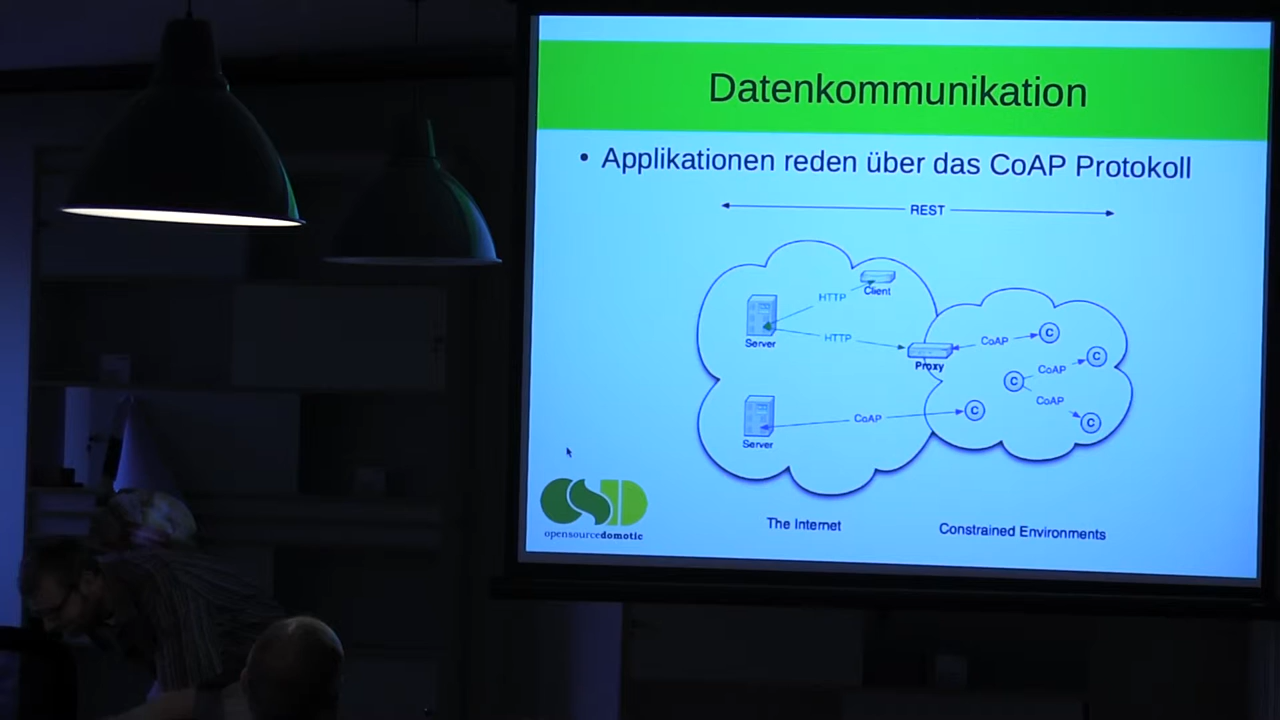 Datenkommunikation
• Applikationen reden über das CoAP Protokoll
REST
Client
HTTP
Server
HTTP
Proxy
CoAP
C
C
CoAP
C
CoAP
C
C
CoAP
Server
The Internet
Constrained Environments
OSD
opensourcedomotic